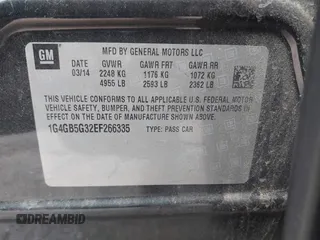 GM
MFD BY GENERAL MOTORS LLC
DATE GVWR GAWR FRT GAWR RR
03/14 2248 KG 1176 KG 1072 KG
4955 LB 2593 LB 2362 LB
THIS VEHICLE CONFORMS TO ALL APPLICABLE U.S. FEDERAL MOTOR
VEHICLE SAFETY, BUMPER, AND THEFT PREVENTION STANDARDS
IN EFFECT ON THE DATE OF MANUFACTURE SHOWN ABOVE.
1G4GB5G32EF266335 TYPE: PASS CAR
DREAMBID